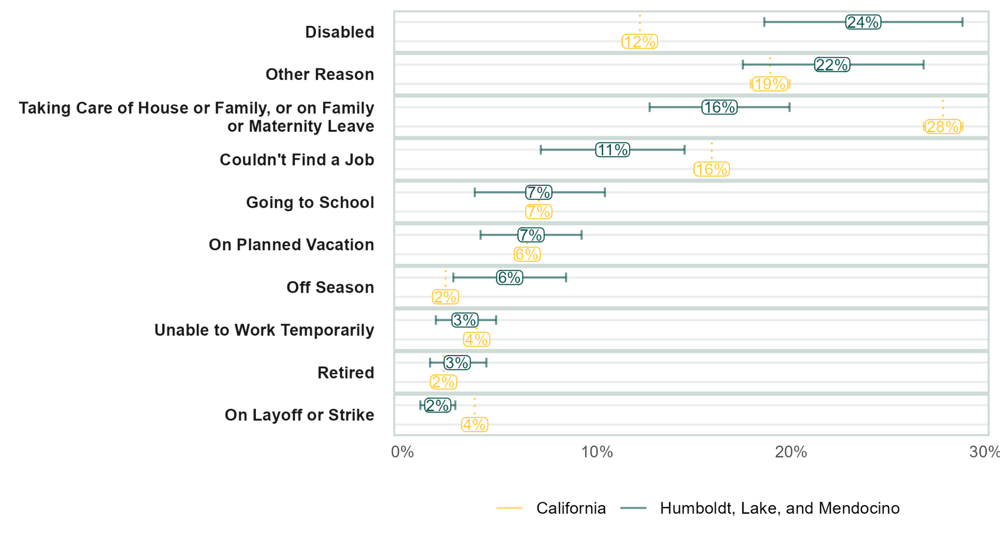 Disabled
24%
12%
Other Reason
22%
19%
Taking Care of House or Family, or on Family
or Maternity Leave
16%
28%
Couldn't Find a Job
11%
16%
Going to School
7%
7%
On Planned Vacation
7%
6%
Off Season
6%
2%
Unable to Work Temporarily
3%
4%
Retired
3%
2%
On Layoff or Strike
2%
4%
0% 10% 20% 30%
California Humboldt, Lake, and Mendocino